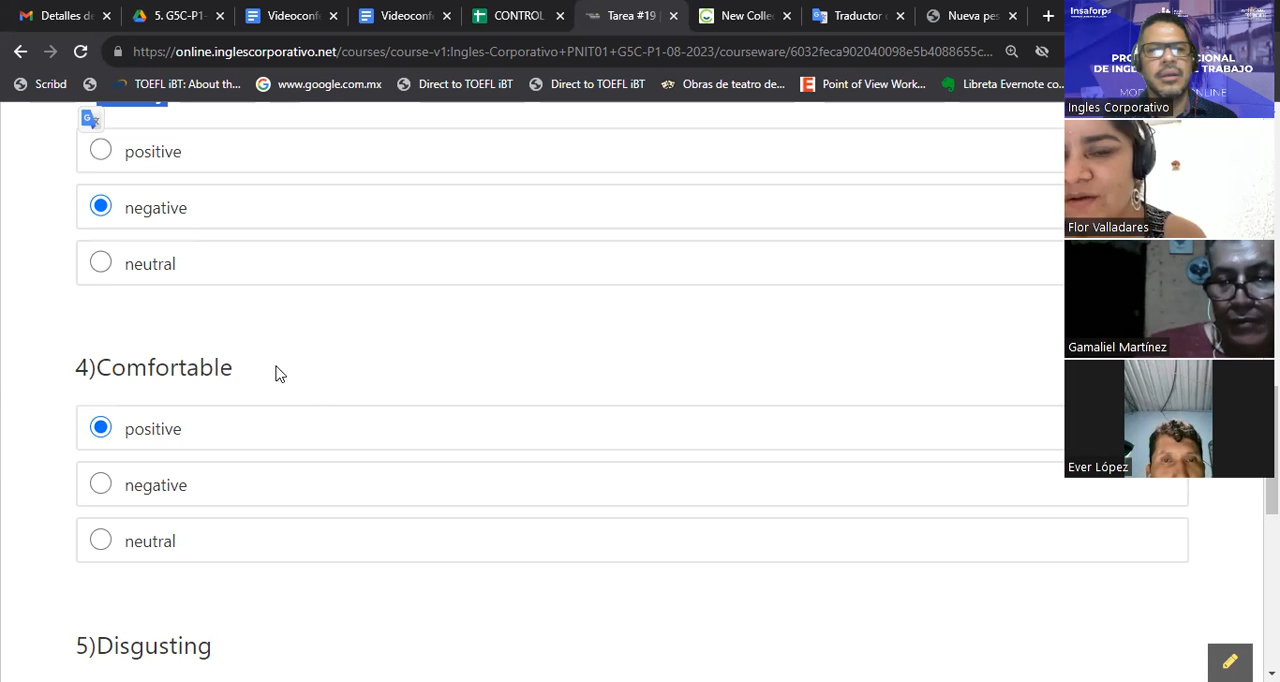 Detalles de
5. G5C-P1-
Videoconf
Videoconf
CONTROL
Tarea #19
New Colle
Traductor
Nueva pes
https://online.inglescorporativo.net/courses/course-v1:Ingles-Corporativo+PNIT01+G5C-P1-08-2023/courseware/6032feca902040098e5b4088655c...
Scribd
TOEFL iBT: About th...
www.google.com.mx
Direct to TOEFL iBT
Direct to TOEFL iBT
Obras de teatro de...
Point of View Work...
Libreta Evernote co...
Insaforp
Ingles Corporativo
Flor Valladares
Gamaliel Martínez
Ever López
positive
negative
neutral
4)Comfortable
positive
negative
neutral
5)Disgusting